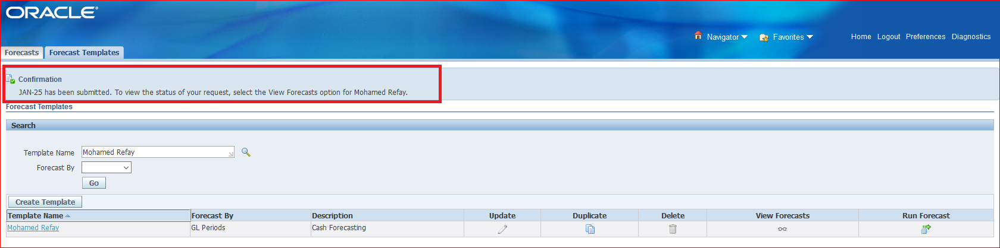 ORACLE®
Navigator Favorites Home Logout Preferences Diagnostics
Forecasts Forecast Templates
Confirmation
JAN-25 has been submitted. To view the status of your request, select the View Forecasts option for Mohamed Refay.
Forecast Templates
Search
Template Name Mohamed Refay
Forecast By
Go
Create Template
Template Name Forecast By Description Update Duplicate Delete View Forecasts Run Forecast
Mohamed Refay GL Periods Cash Forecasting